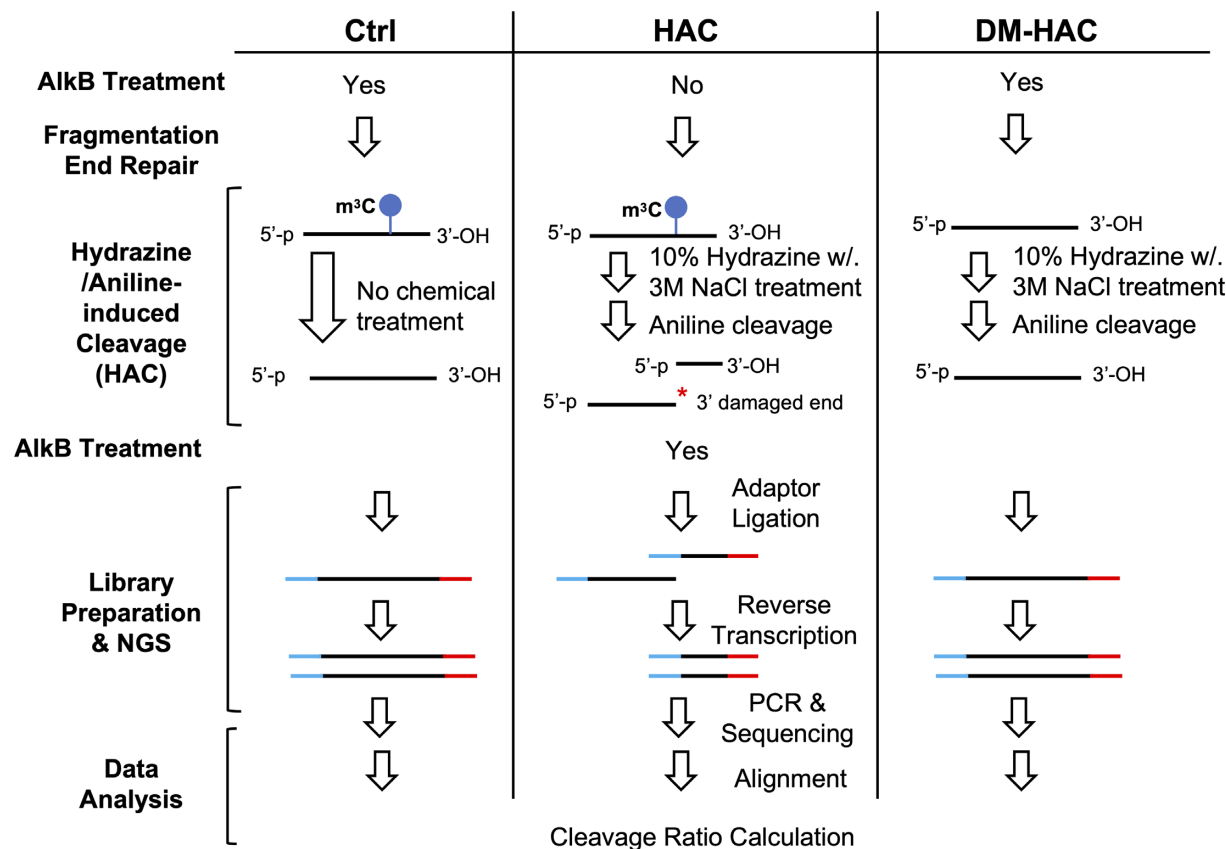 Ctrl HAC DM-HAC
AlkB Treatment Yes No Yes
Fragmentation
End Repair
m³C m³C
5’-p 3’-OH 5’-p 3’-OH 5’-p 3’-OH
Hydrazine
/Aniline-
induced
Cleavage
(HAC)
No chemical
treatment
10% Hydrazine w/.
3M NaCl treatment
Aniline cleavage
10% Hydrazine w/.
3M NaCl treatment
Aniline cleavage
5’-p 3’-OH
5’-p 3’-OH
5’-p * 3’ damaged end
5’-p 3’-OH
AlkB Treatment Yes
Library
Preparation
& NGS
Adaptor
Ligation
Reverse
Transcription
PCR &
Sequencing
Data
Analysis
Alignment
Cleavage Ratio Calculation